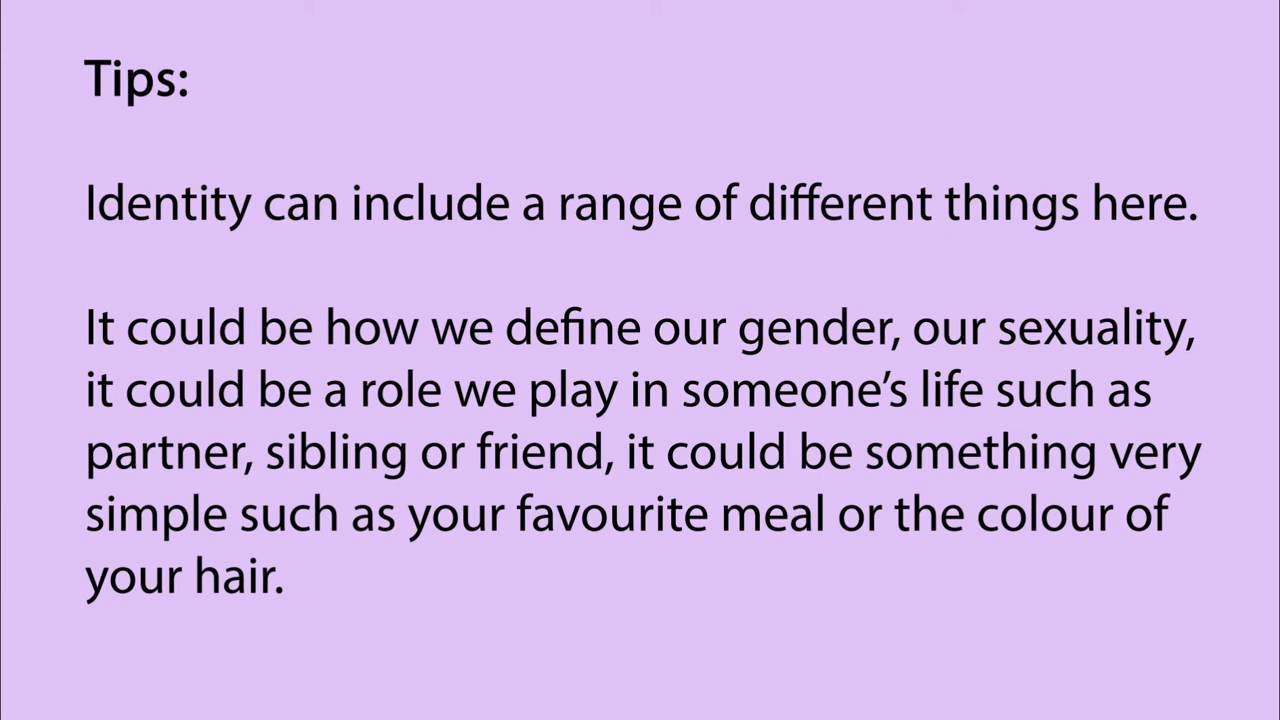 Tips:
Identity can include a range of different things here.
It could be how we define our gender, our sexuality,
it could be a role we play in someone’s life such as
partner, sibling or friend, it could be something very
simple such as your favourite meal or the colour of
your hair.